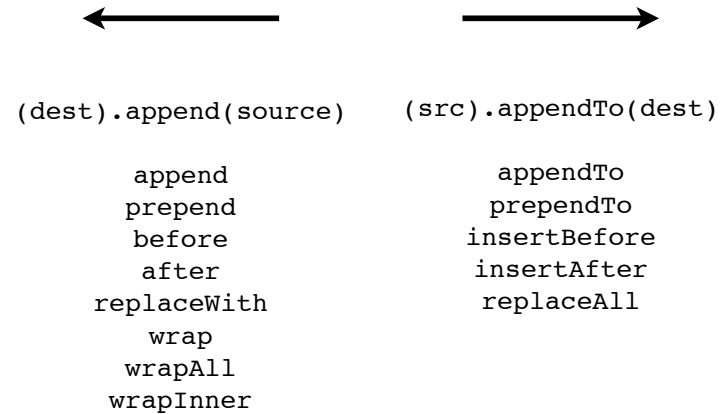 (dest).append(source)
append
prepend
before
after
replaceWith
wrap
wrapAll
wrapInner
(src).appendTo(dest)
appendTo
prependTo
insertBefore
insertAfter
replaceAll